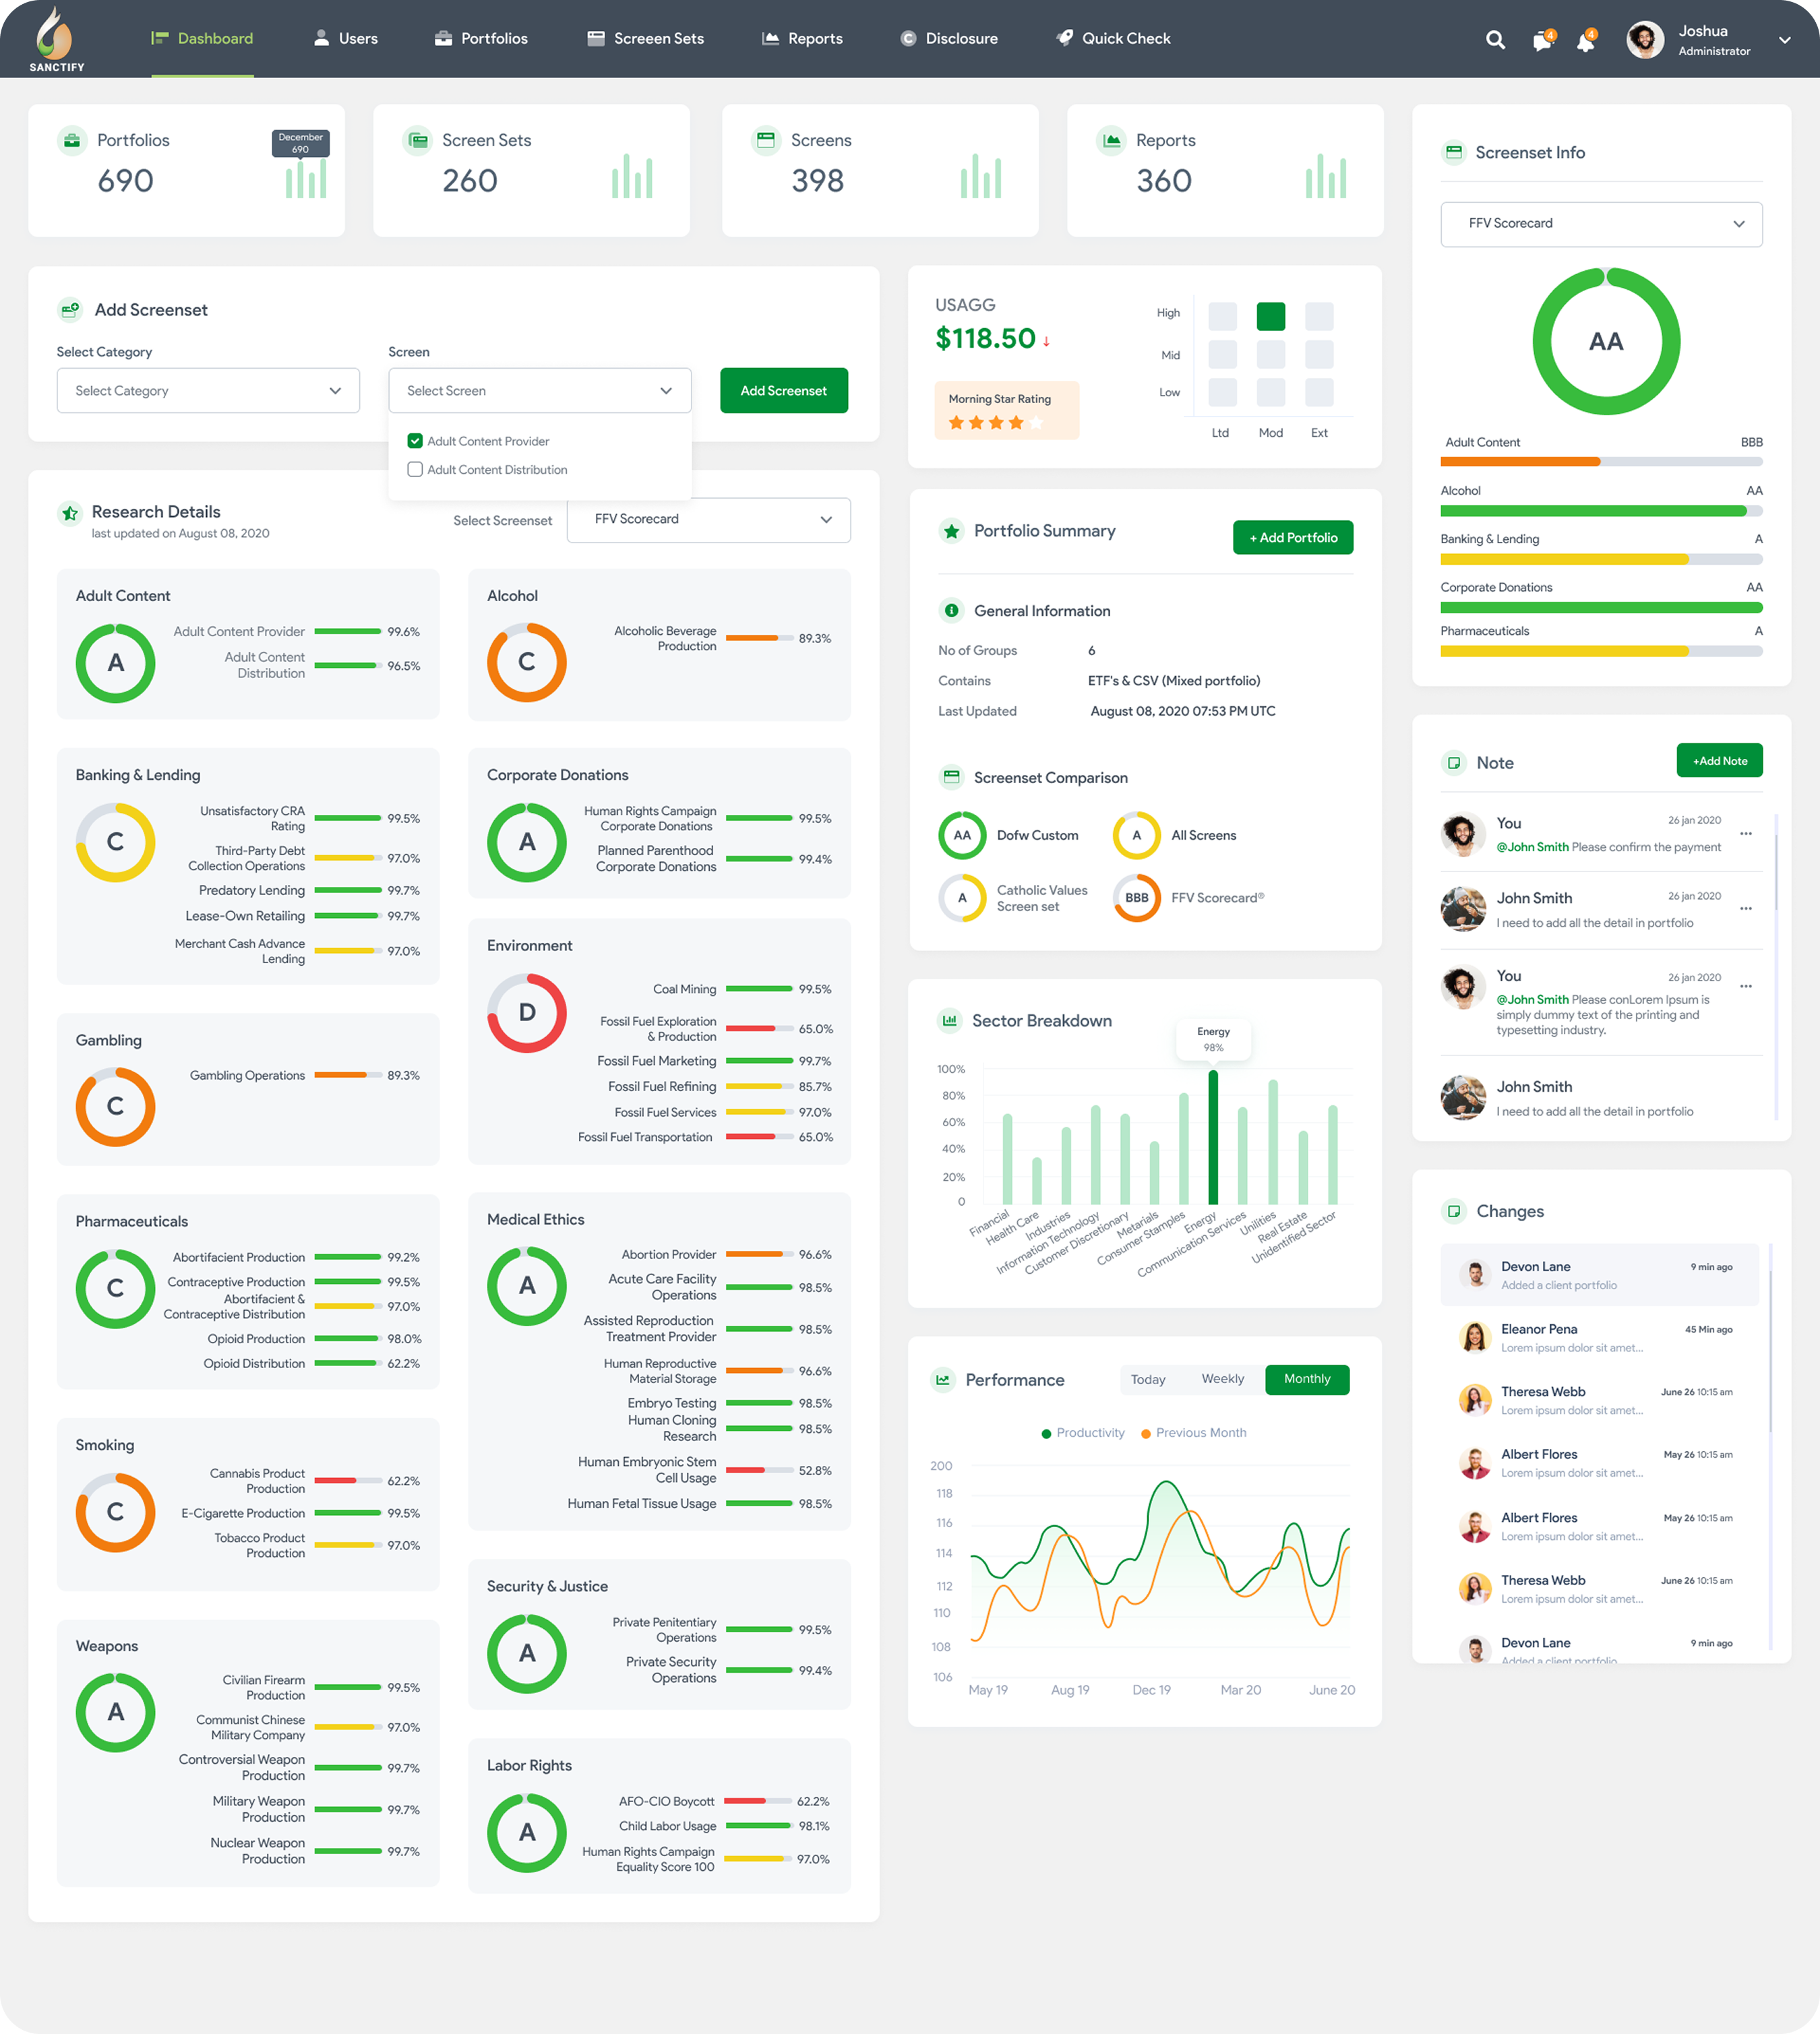 SANCTIFY
Dashboard
Users
Portfolios
Screeen Sets
Reports
Disclosure
Quick Check
4
4
Joshua
Administrator
Portfolios
690
December
690
Screen Sets
260
Screens
398
Reports
360
Add Screenset
Select Category
Select Category
Screen
Select Screen
Add Screenset
Adult Content Provider
Adult Content Distribution
Research Details
last updated on August 08, 2020
Select Screenset
FFV Scorecard
Adult Content
A
Adult Content Provider 99.6%
Adult Content
Distribution 96.5%
Alcohol
C
Alcoholic Beverage
Production 89.3%
Banking & Lending
C
Unsatisfactory CRA
Rating 99.5%
Third-Party Debt
Collection Operations 97.0%
Predatory Lending 99.7%
Lease-Own Retailing 99.7%
Merchant Cash Advance
Lending 97.0%
Corporate Donations
A
Human Rights Campaign
Corporate Donations 99.5%
Planned Parenthood
Corporate Donations 99.4%
Environment
D
Coal Mining 99.5%
Fossil Fuel Exploration
& Production 65.0%
Fossil Fuel Marketing 99.7%
Fossil Fuel Refining 85.7%
Fossil Fuel Services 97.0%
Fossil Fuel Transportation 65.0%
Gambling
C
Gambling Operations 89.3%
Pharmaceuticals
C
Abortifacient Production 99.2%
Contraceptive Production 99.5%
Abortifacient &
Contraceptive Distribution 97.0%
Opioid Production 98.0%
Opioid Distribution 62.2%
Medical Ethics
A
Abortion Provider 96.6%
Acute Care Facility
Operations 98.5%
Assisted Reproduction
Treatment Provider 98.5%
Human Reproductive
Material Storage 96.6%
Embryo Testing 98.5%
Human Cloning
Research 98.5%
Human Embryonic Stem
Cell Usage 52.8%
Human Fetal Tissue Usage 98.5%
Smoking
C
Cannabis Product
Production 62.2%
E-Cigarette Production 99.5%
Tobacco Product
Production 97.0%
Security & Justice
A
Private Penitentiary
Operations 99.5%
Private Security
Operations 99.4%
Weapons
A
Civilian Firearm
Production 99.5%
Communist Chinese
Military Company 97.0%
Controversial Weapon
Production 99.7%
Military Weapon
Production 99.7%
Nuclear Weapon
Production 99.7%
Labor Rights
A
AFO-CIO Boycott 62.2%
Child Labor Usage 98.1%
Human Rights Campaign
Equality Score 100 97.0%
USAGG
$118.50
Morning Star Rating
High
Mid
Low
Ltd Mod Ext
Portfolio Summary
+ Add Portfolio
General Information
No of Groups 6
Contains ETF's & CSV (Mixed portfolio)
Last Updated August 08, 2020 07:53 PM UTC
Screenset Comparison
AA Dofw Custom
A All Screens
A Catholic Values
Screen set
BBB FFV Scorecard®
Sector Breakdown
Energy
98%
100%
80%
60%
40%
20%
0
Financial
Health Care
Industries
Information Technology
Customer Discretionary
Metarials
Consumer Stamples
Energy
Communication Services
Unilities
Real Estate
Unidentified Sector
Performance
Today
Weekly
Monthly
Productivity
Previous Month
200
118
116
114
112
110
108
106
May 19 Aug 19 Dec 19 Mar 20 June 20
Screenset Info
FFV Scorecard
AA
Adult Content BBB
Alcohol AA
Banking & Lending A
Corporate Donations AA
Pharmaceuticals A
Note
+Add Note
You 26 jan 2020
@John Smith Please confirm the payment
John Smith 26 jan 2020
I need to add all the detail in portfolio
You 26 jan 2020
@John Smith Please conLorem Ipsum is
simply dummy text of the printing and
typesetting industry.
John Smith
I need to add all the detail in portfolio
Changes
Devon Lane 9 min ago
Added a client portfolio
Eleanor Pena 45 Min ago
Lorem ipsum dolor sit amet...
Theresa Webb June 26 10:15 am
Lorem ipsum dolor sit amet...
Albert Flores May 26 10:15 am
Lorem ipsum dolor sit amet...
Albert Flores May 26 10:15 am
Lorem ipsum dolor sit amet...
Theresa Webb June 26 10:15 am
Lorem ipsum dolor sit amet...
Devon Lane 9 min ago
Added a client portfolio